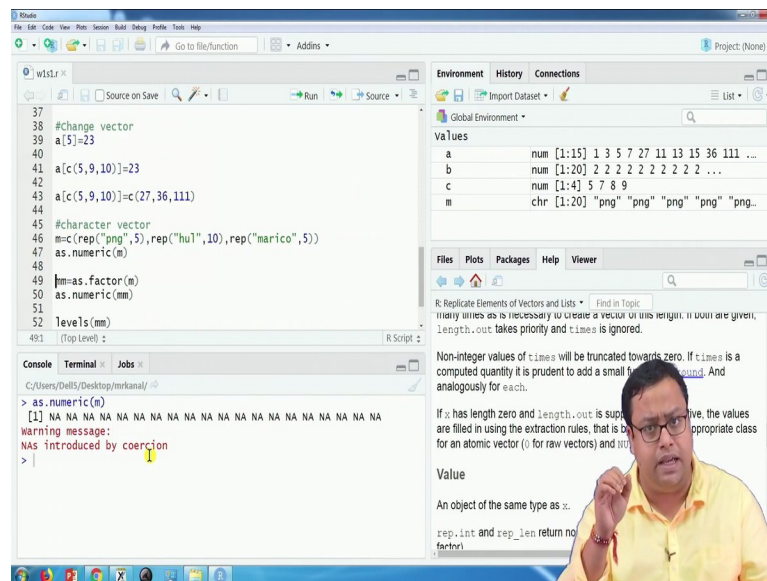 RStudio
File Edit Code View Plots Session Build Debug Profile Tools Help
Go to file/function
Addins
Project: (None)
w1s1.r
Source on Save
Run
Source
37
38 #Change vector
39 a[5]=23
40
41 a[c(5,9,10)]=23
42
43 a[c(5,9,10)]=c(27,36,111)
44
45 #character vector
46 m=c(rep("png",5),rep("hul",10),rep("marico",5))
47 as.numeric(m)
48
49 mm=as.factor(m)
50 as.numeric(mm)
51
52 levels(mm)
49:1 (Top Level) R Script
Console Terminal Jobs
C:/Users/Dell5/Desktop/mrkanal/
> as.numeric(m)
[1] NA NA NA NA NA NA NA NA NA NA NA NA NA NA NA NA NA NA NA NA
Warning message:
NAs introduced by coercion
>
Environment History Connections
Import Dataset
List
Global Environment
Values
a num [1:15] 1 3 5 7 27 11 13 15 36 111 ...
b num [1:20] 2 2 2 2 2 2 2 2 2 2 ...
c num [1:4] 5 7 8 9
m chr [1:20] "png" "png" "png" "png" "png...
Files Plots Packages Help Viewer
R: Replicate Elements of Vectors and Lists Find in Topic
many times as is necessary to create a vector of this length. If both are given,
length.out takes priority and times is ignored.
Non-integer values of times will be truncated towards zero. If times is a
computed quantity it is prudent to add a small And
analogously for each.
If x has length zero and length.out is the values
are filled in using the extraction rules, that is class
for an atomic vector (0 for raw vectors) and
Value
An object of the same type as x.
rep.int and rep_len return no
factor)